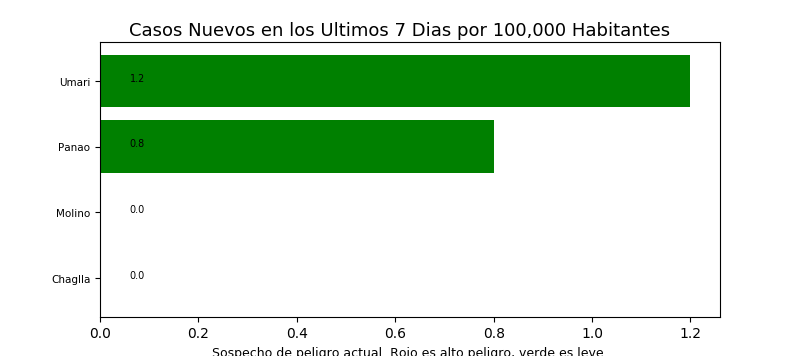 Casos Nuevos en los Ultimos 7 Dias por 100,000 Habitantes
Umari 1.2
Panao 0.8
Molino 0.0
Chaglla 0.0
0.0 0.2 0.4 0.6 0.8 1.0 1.2
Sospecho de peligro actual. Rojo es alto peligro, verde es leve